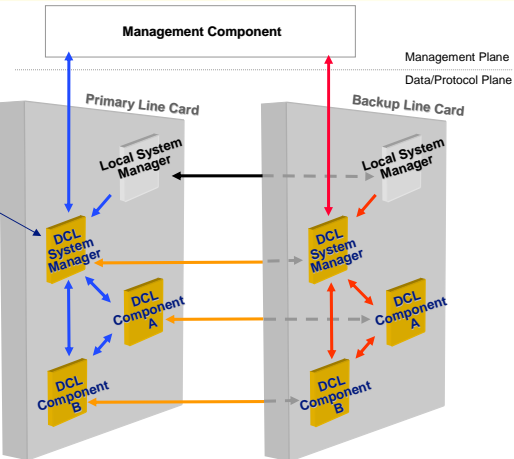 Management Component
Management Plane
Data/Protocol Plane
Primary Line Card
Backup Line Card
Local System
Manager
Local System
Manager
DCL
System
Manager
DCL
System
Manager
DCL
Component
A
DCL
Component
A
DCL
Component
B
DCL
Component
B